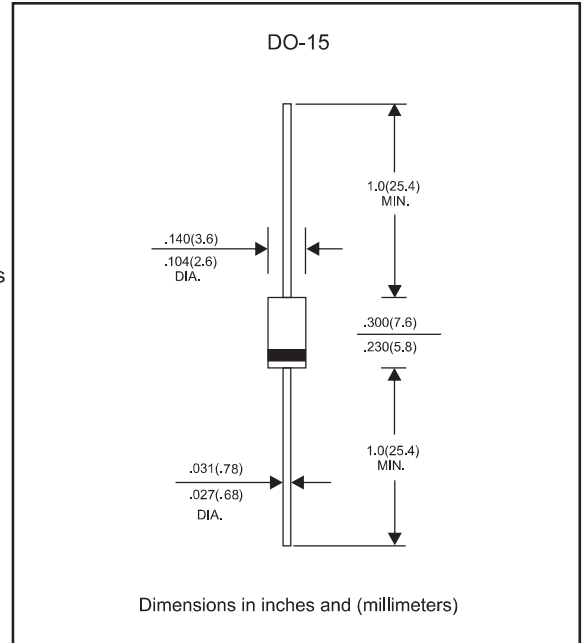 DO-15
1.0(25.4)
MIN.
.140(3.6)
.104(2.6)
DIA.
s
.300(7.6)
.230(5.8)
1.0(25.4)
MIN.
.031(.78)
.027(.68)
DIA.
Dimensions in inches and (millimeters)